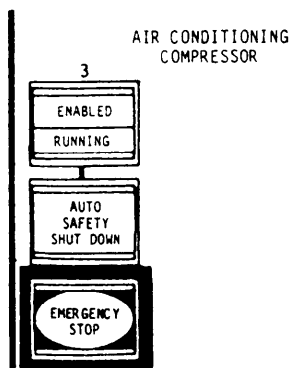 AIR CONDITIONING
COMPRESSOR
3
ENABLED
RUNNING
AUTO
SAFETY
SHUT DOWN
EMERGENCY
STOP